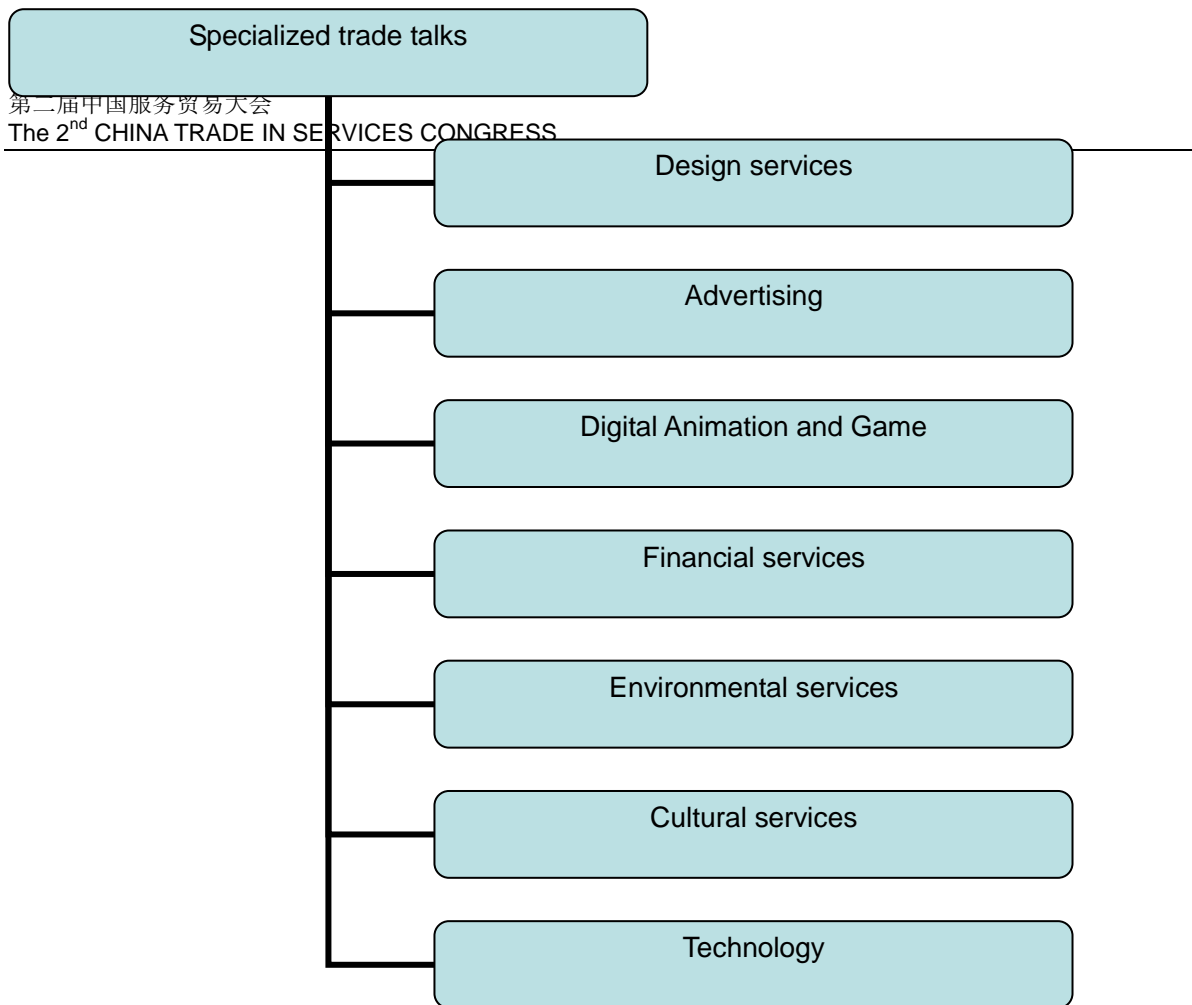 Specialized trade talks
第二届中国服务贸易大会
The 2nd CHINA TRADE IN SERVICES CONGRESS
Design services
Advertising
Digital Animation and Game
Financial services
Environmental services
Cultural services
Technology